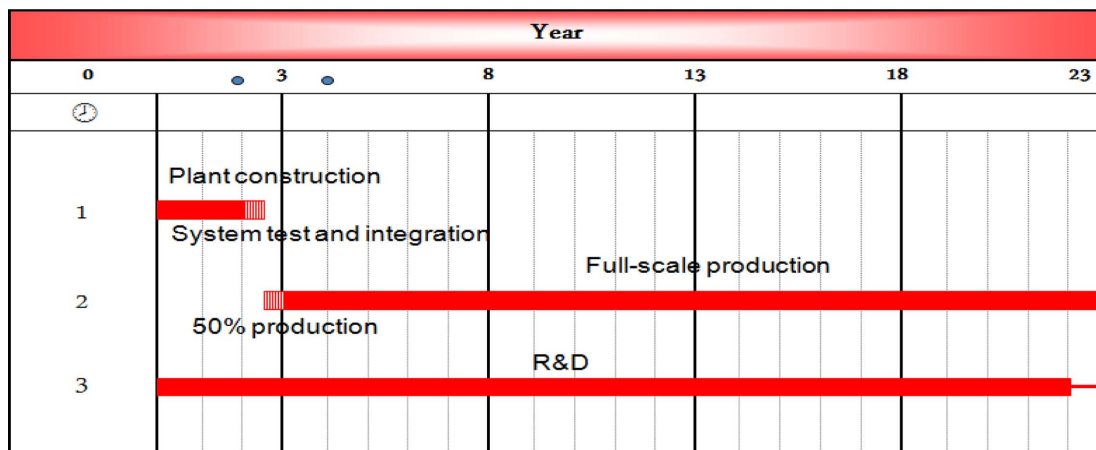 Year
0 3 8 13 18 23
Plant construction
1
System test and integration
Full-scale production
2
50% production
R&D
3